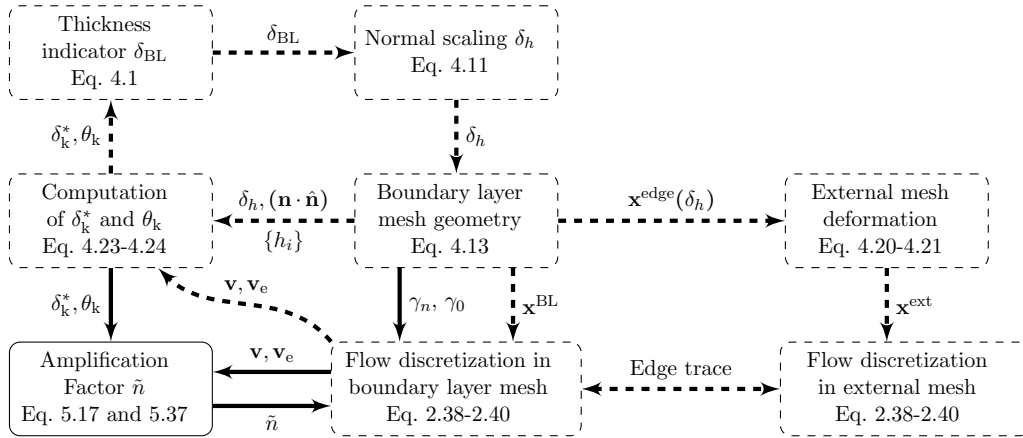 Thickness
indicator δ_BL
Eq. 4.1
δ_BL
Normal scaling δ_h
Eq. 4.11
δ*_k, θ_k
δ_h
Computation
of δ*_k and θ_k
Eq. 4.23-4.24
δ_h, (n · n̂)
{h_i}
Boundary layer
mesh geometry
Eq. 4.13
x^edge(δ_h)
External mesh
deformation
Eq. 4.20-4.21
δ*_k, θ_k
v, v_e
γ_n, γ_0
x^BL
x^ext
Amplification
Factor ñ
Eq. 5.17 and 5.37
v, v_e
ñ
Flow discretization in
boundary layer mesh
Eq. 2.38-2.40
Edge trace
Flow discretization
in external mesh
Eq. 2.38-2.40